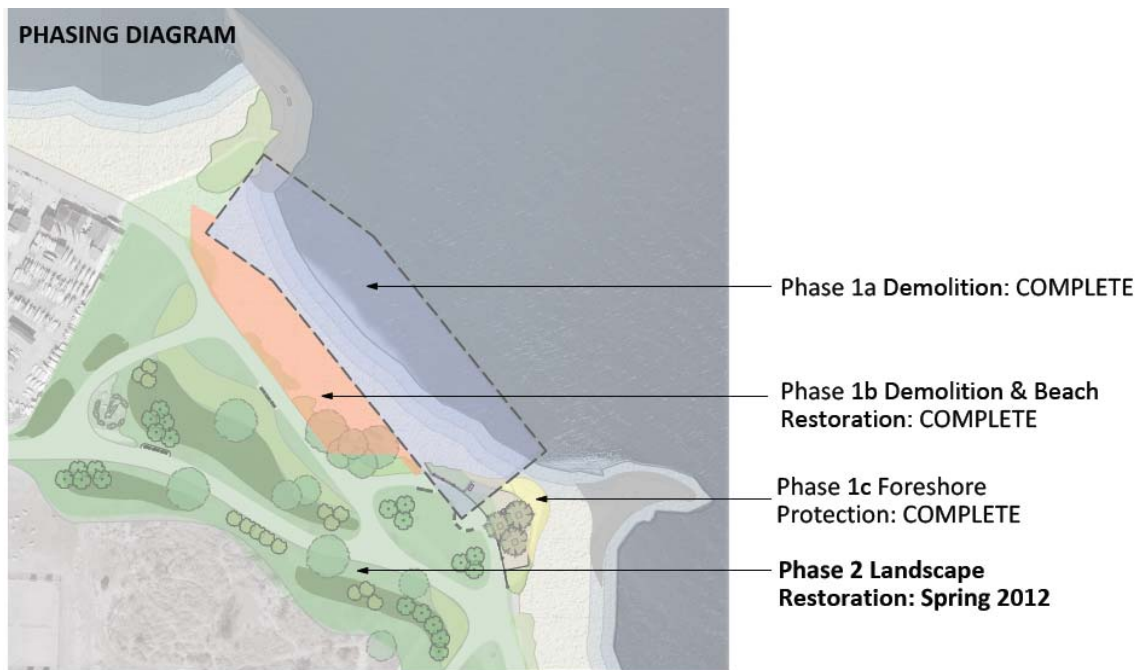 PHASING DIAGRAM
Phase 1a Demolition: COMPLETE
Phase 1b Demolition & Beach
Restoration: COMPLETE
Phase 1c Foreshore
Protection: COMPLETE
Phase 2 Landscape
Restoration: Spring 2012